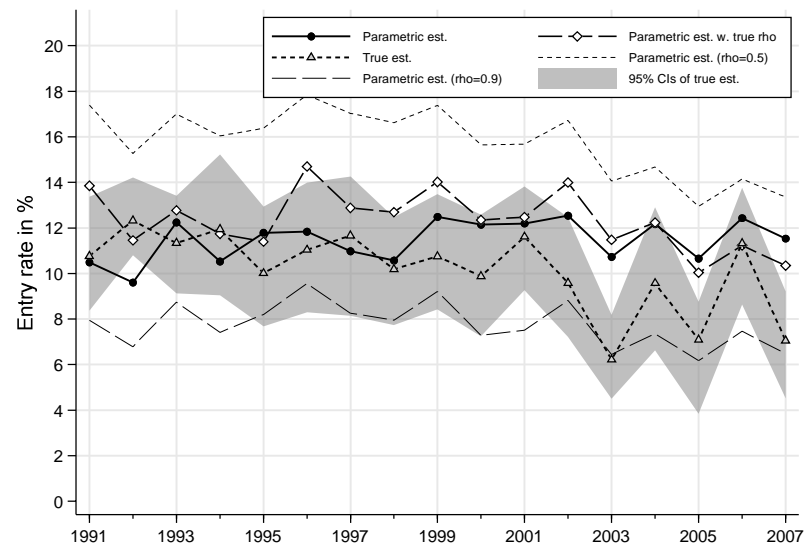 Parametric est.
Parametric est. w. true rho
True est.
Parametric est. (rho=0.5)
Parametric est. (rho=0.9)
95% CIs of true est.
Entry rate in %
20
18
16
14
12
10
8
6
4
2
0
1991 1993 1995 1997 1999 2001 2003 2005 2007